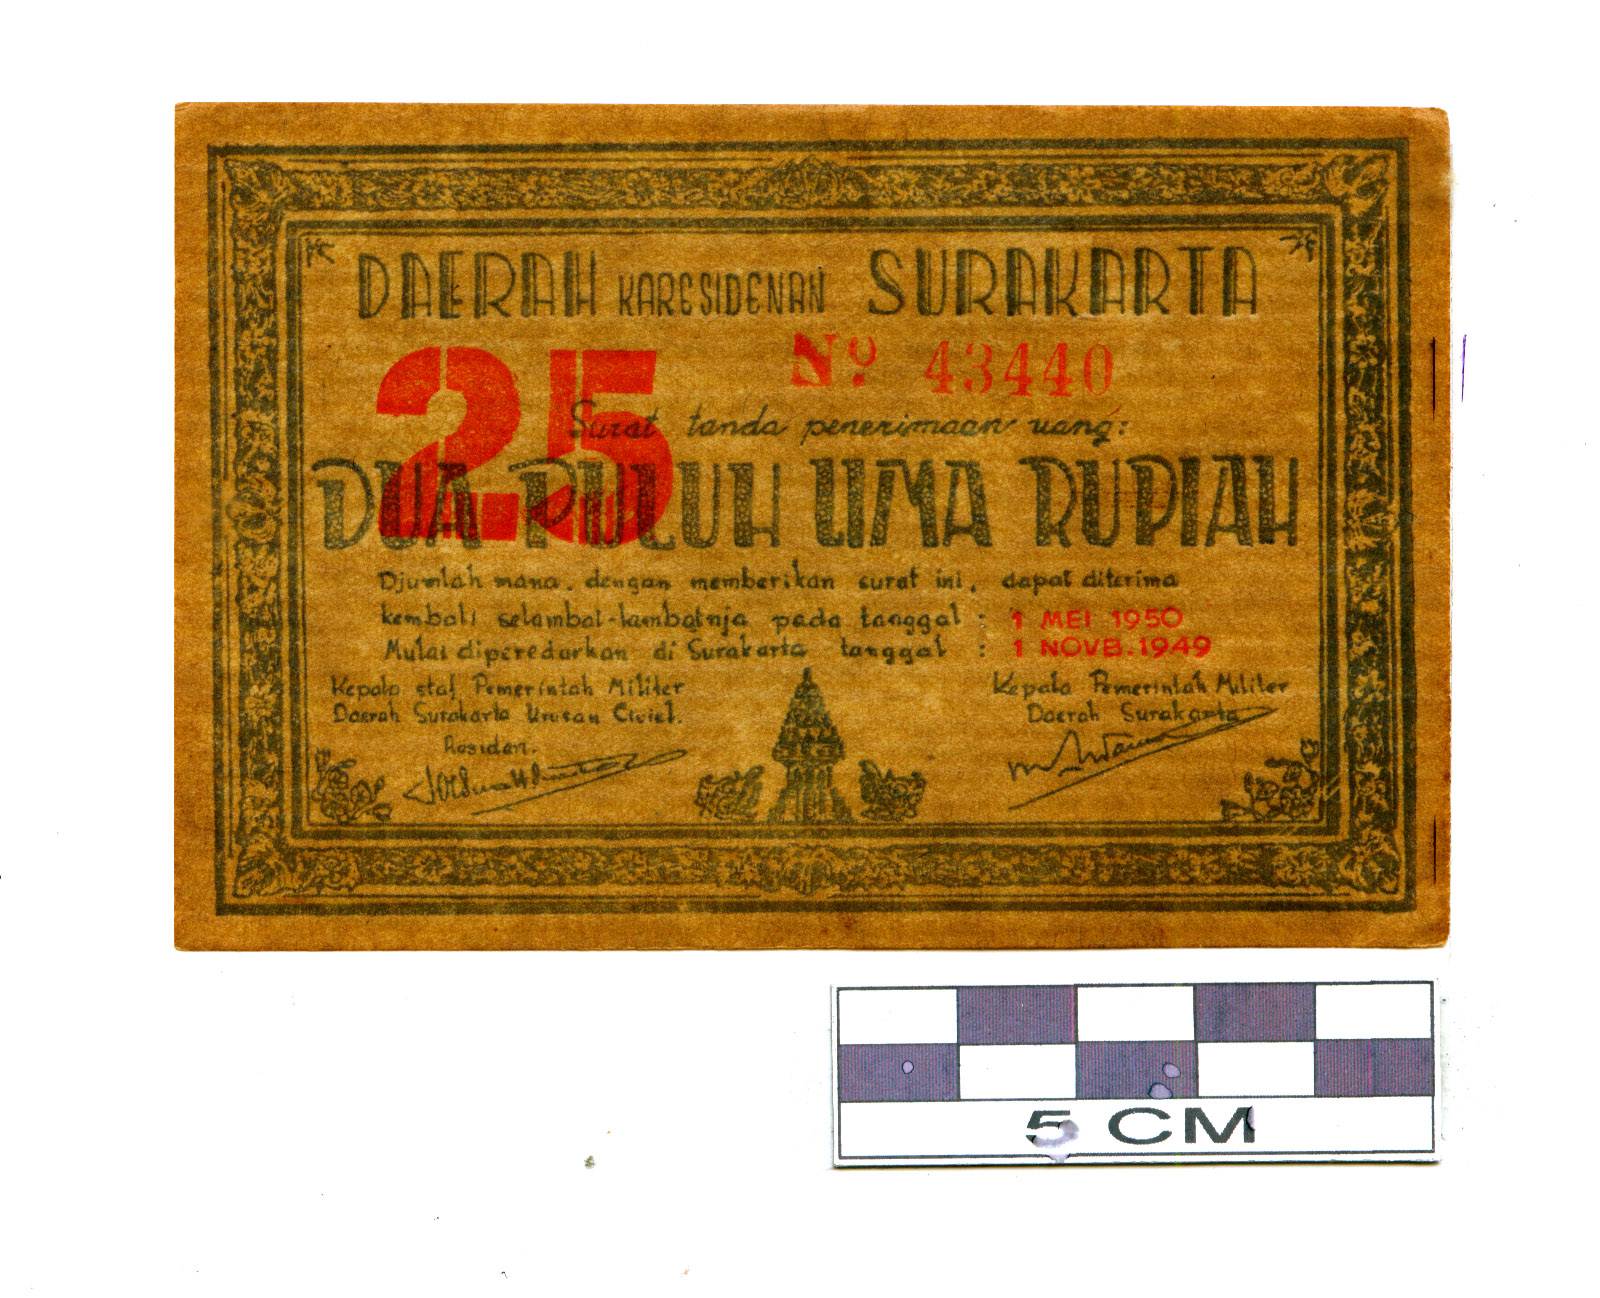 DAERAH KARESIDENAN SURAKARTA
25
No 43440
Surat tanda penerimaan uang:
DUA PULUH LIMA RUPIAH
Djumlah mana, dengan memberikan surat ini, dapat diterima
kembali selambat-lambatnja pada tanggal : 1 MEI 1950
Mulai diperedarkan di Surakarta tanggal : 1 NOVB.1949
Kepala staf Pemerintah Militer
Daerah Surakarta Urusan Civiel.
Residen.
Kepala Pemerintah Militer
Daerah Surakarta
5 CM